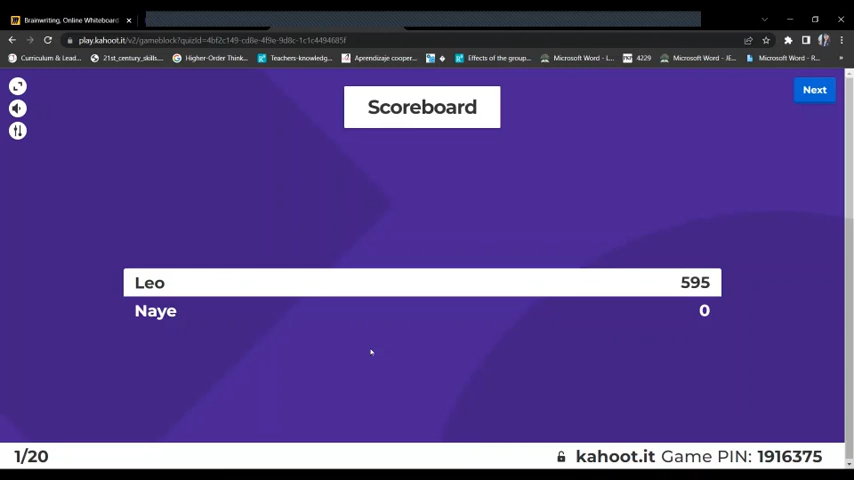 Brainwriting, Online Whiteboard
play.kahoot.it/v2/gameblock?quizId=4bf2c149-cd8e-4f9e-9d8c-1c1c4494685f
Curriculum & Lead... 21st_century_skills.... Higher-Order Think... Teachers-knowledg... Aprendizaje cooper... Effects of the group... Microsoft Word - L... 4229 Microsoft Word - JE... Microsoft Word - R... »
Scoreboard
Next
Leo 595
Naye 0
1/20 kahoot.it Game PIN: 1916375